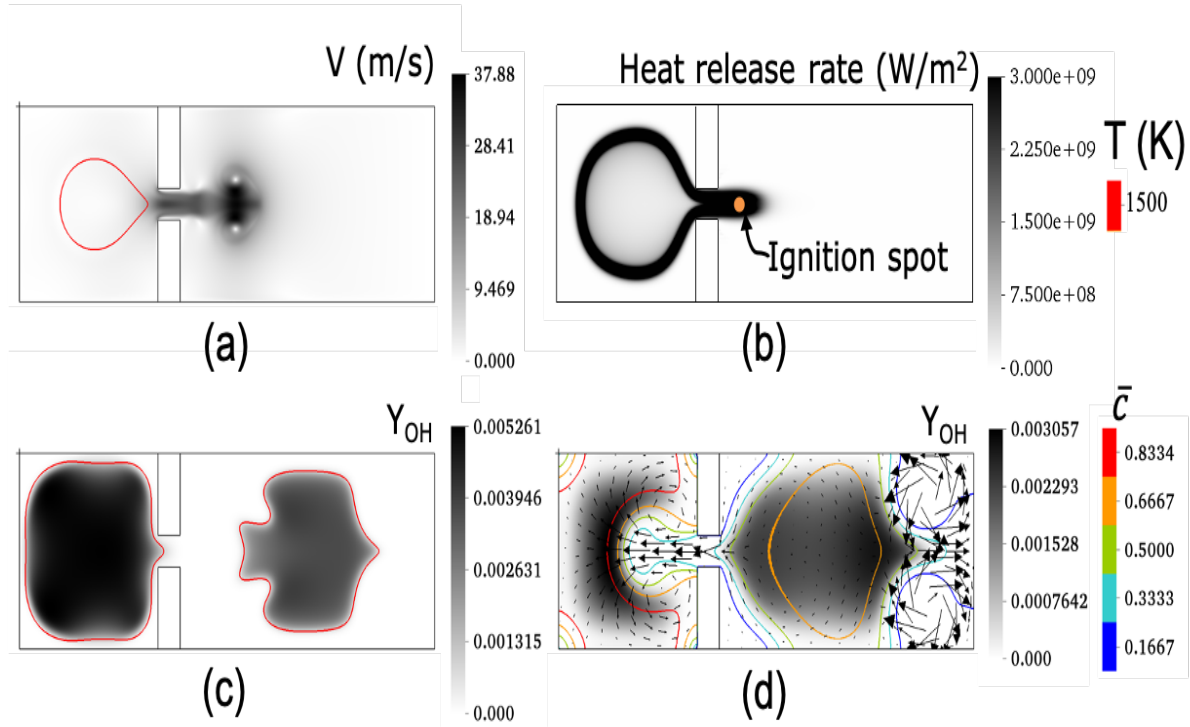 V (m/s)
37.88
28.41
18.94
9.469
0.000
(a)
Heat release rate (W/m²)
3.000e+09
2.250e+09
1.500e+09
7.500e+08
0.000
Ignition spot
(b)
T (K)
1500
Y_OH
0.005261
0.003946
0.002631
0.001315
0.000
(c)
Y_OH
0.003057
0.002293
0.001528
0.0007642
0.000
(d)
c̄
0.8334
0.6667
0.5000
0.3333
0.1667